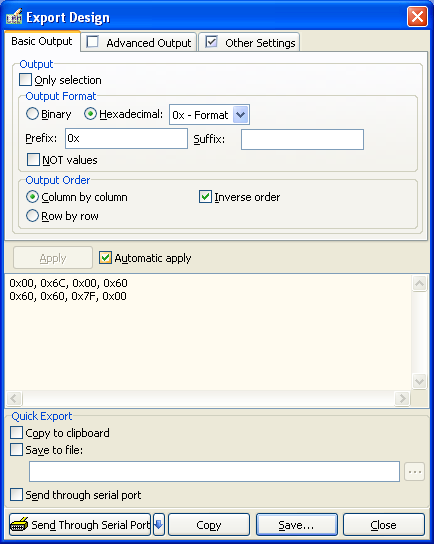 Export Design
Basic Output Advanced Output Other Settings
Output
Only selection
Output Format
Binary Hexadecimal: 0x - Format
Prefix: 0x Suffix:
NOT values
Output Order
Column by column Inverse order
Row by row
Apply Automatic apply
0x00, 0x6C, 0x00, 0x60
0x60, 0x60, 0x7F, 0x00
Quick Export
Copy to clipboard
Save to file:
...
Send through serial port
Send Through Serial Port Copy Save... Close